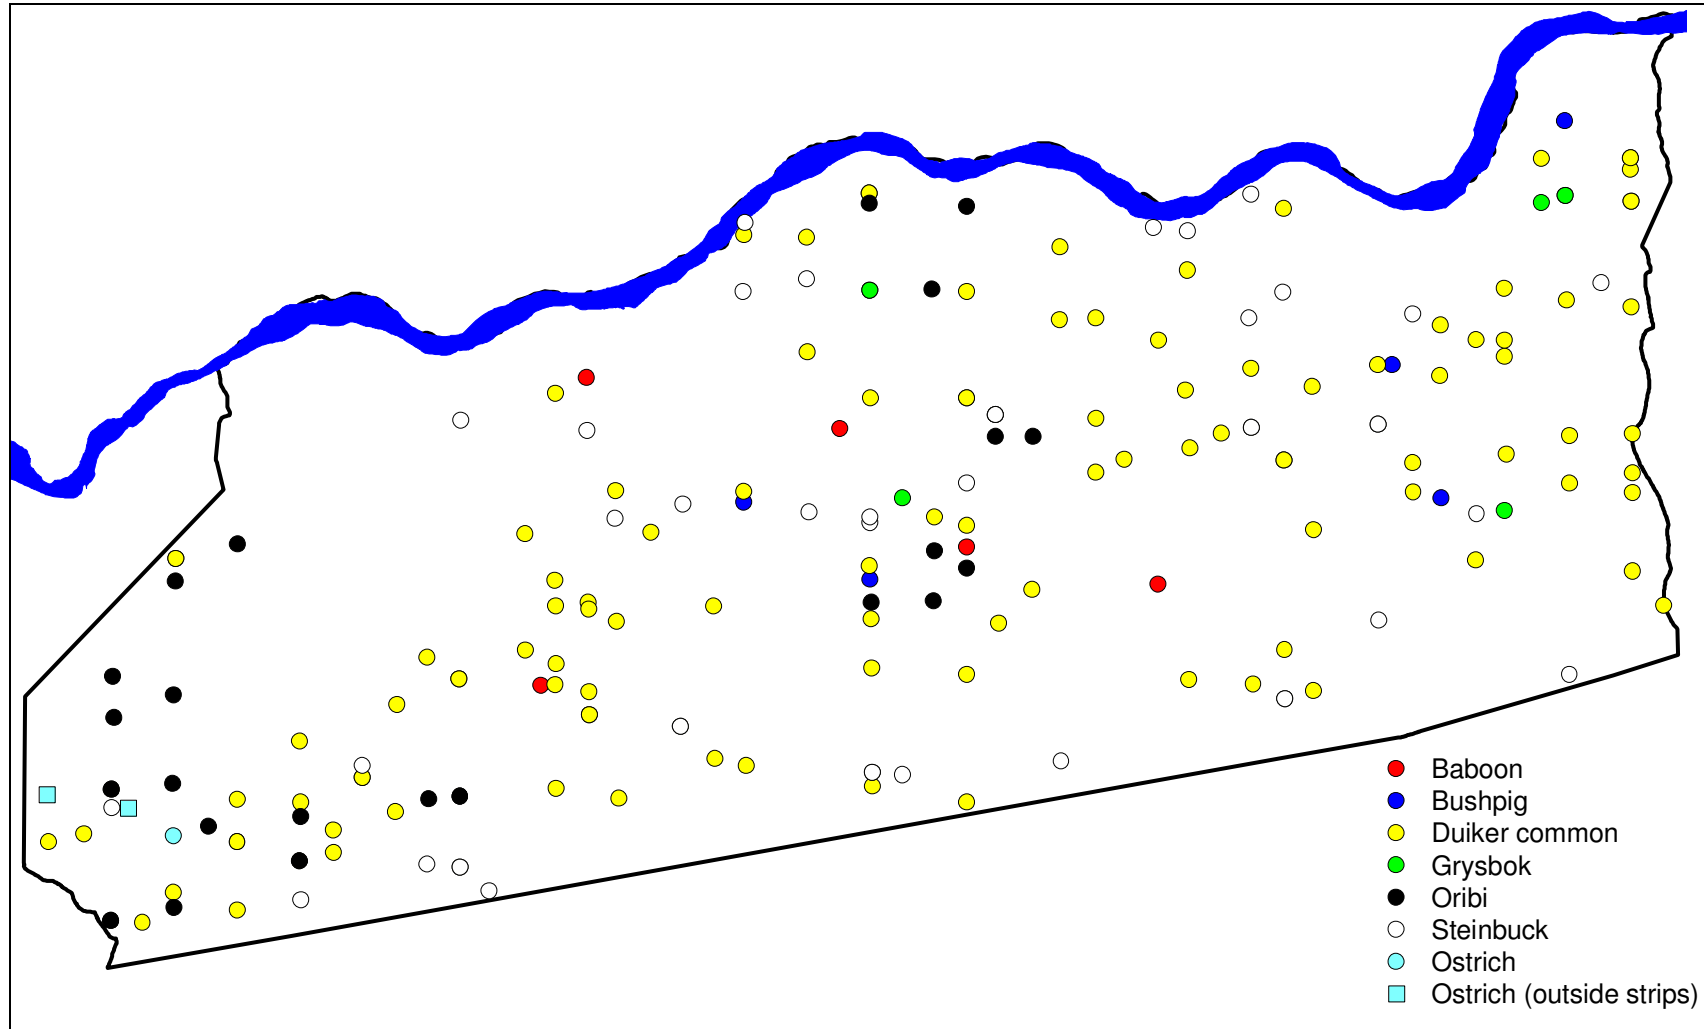 Baboon
Bushpig
Duiker common
Grysbok
Oribi
Steinbuck
Ostrich
Ostrich (outside strips)